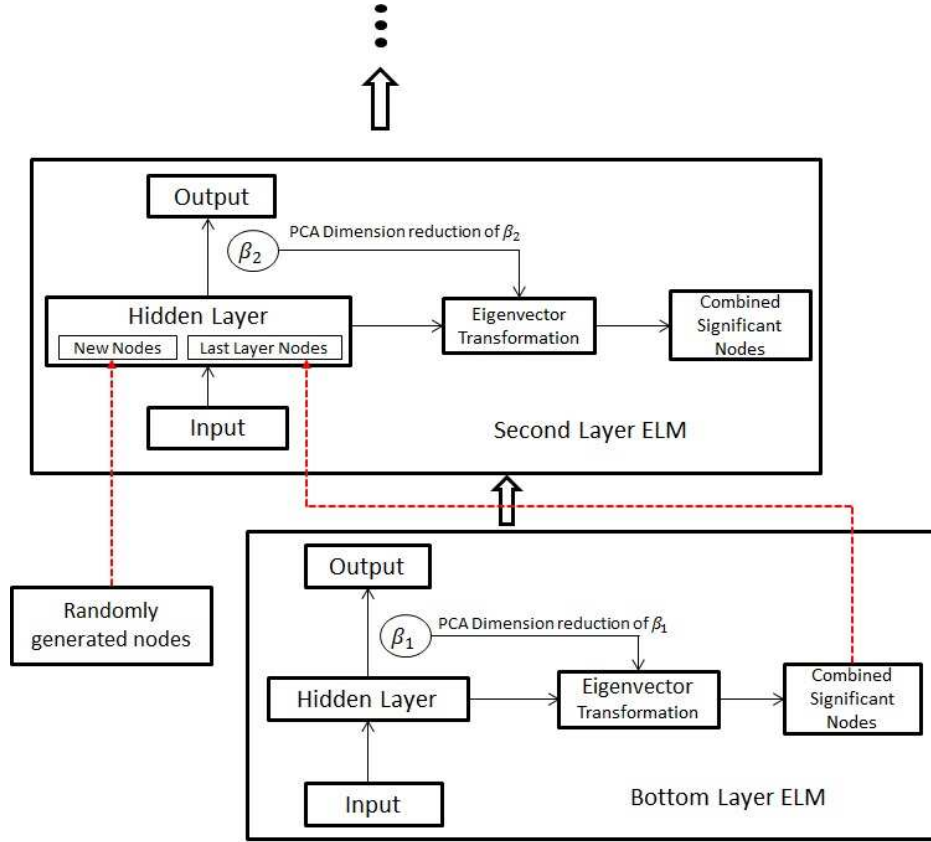 Output
PCA Dimension reduction of β₂
β₂
Hidden Layer
New Nodes
Last Layer Nodes
Eigenvector
Transformation
Combined
Significant
Nodes
Input
Second Layer ELM
Randomly
generated nodes
Output
PCA Dimension reduction of β₁
β₁
Hidden Layer
Eigenvector
Transformation
Combined
Significant
Nodes
Input
Bottom Layer ELM